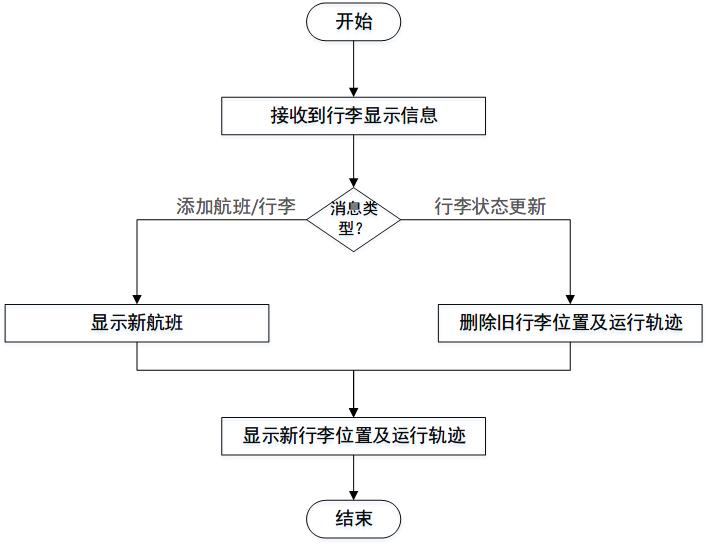 开始
接收到行李显示信息
添加航班/行李
消息类
型?
行李状态更新
显示新航班
删除旧行李位置及运行轨迹
显示新行李位置及运行轨迹
结束